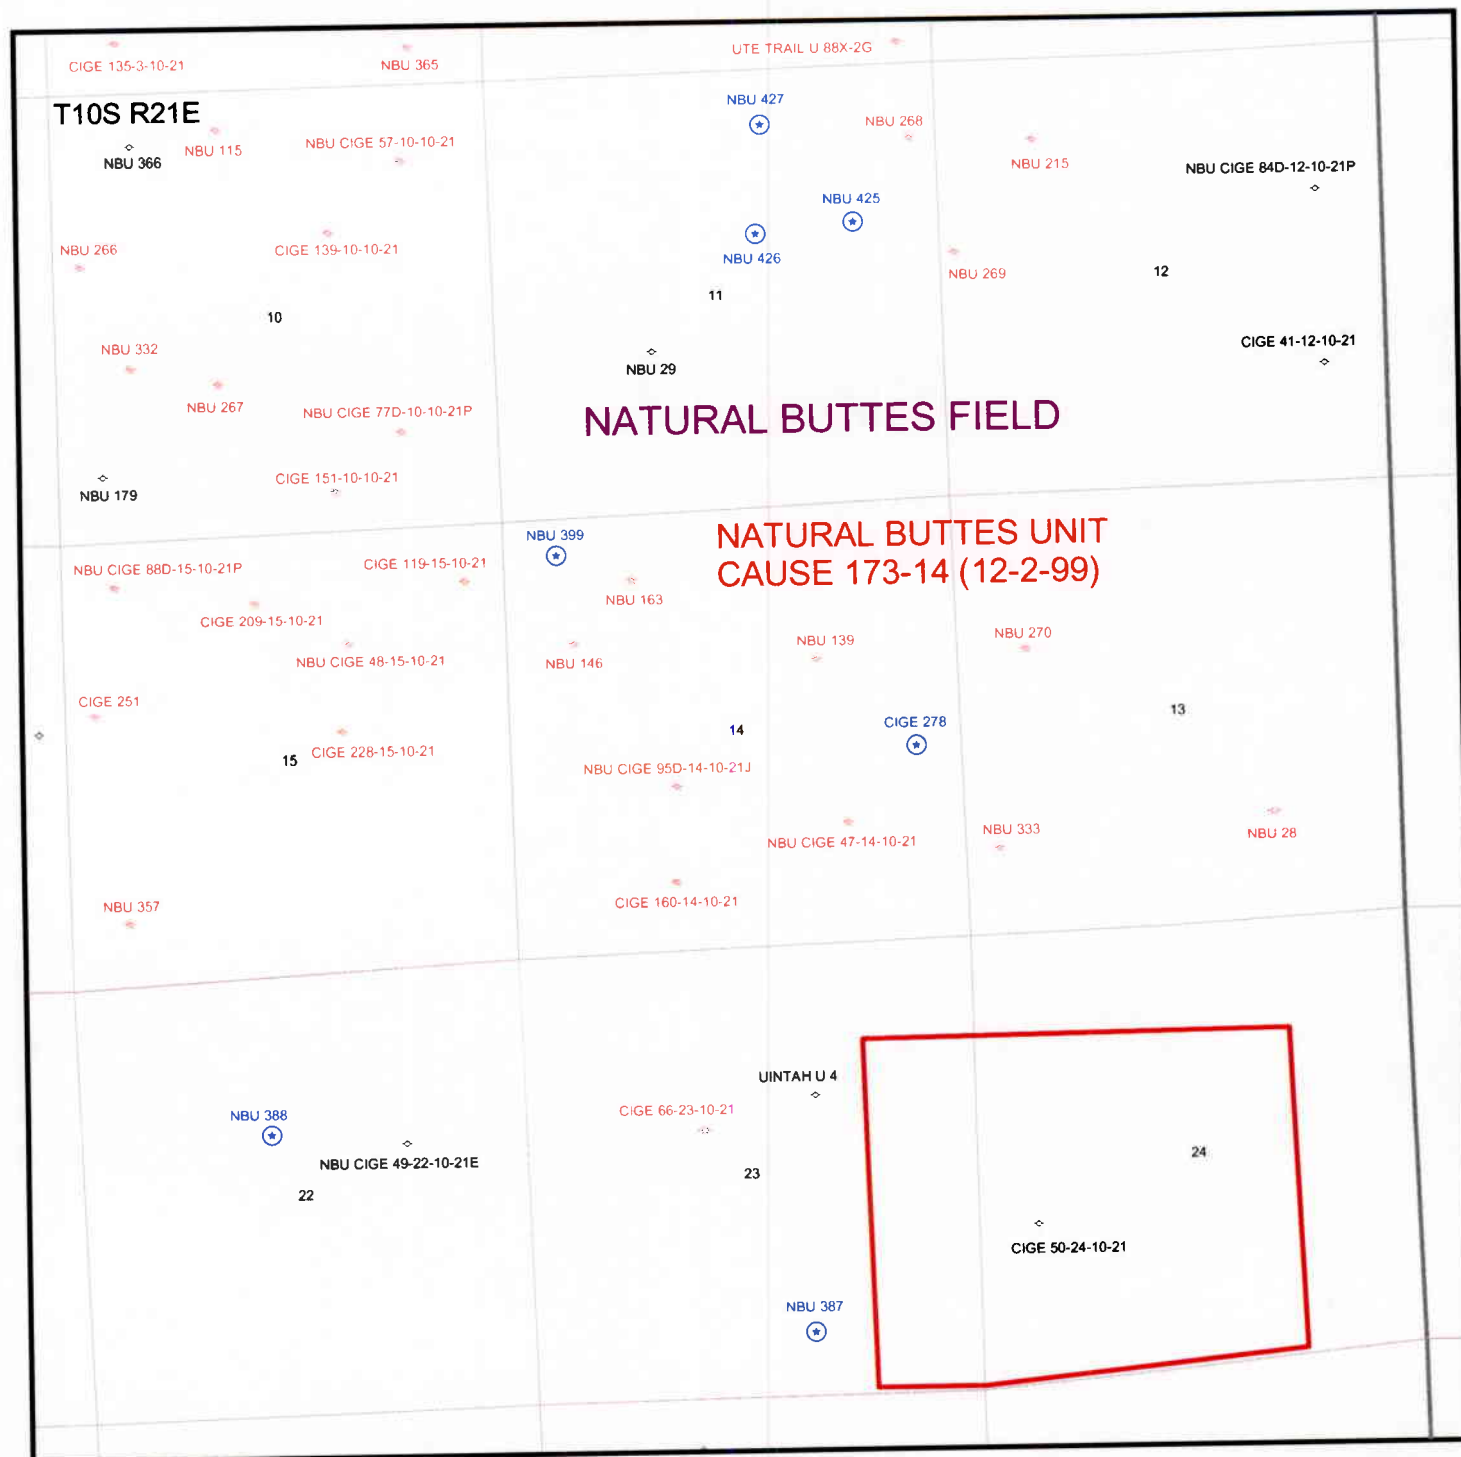 UTE TRAIL U 88X-2G
CIGE 135-3-10-21
NBU 365
T10S R21E
NBU 427
NBU 268
NBU 115
NBU CIGE 57-10-10-21
NBU 366
NBU 215
NBU CIGE 84D-12-10-21P
NBU 425
NBU 266
CIGE 139-10-10-21
NBU 426
NBU 269
12
11
10
NBU 332
NBU 29
CIGE 41-12-10-21
NBU 267
NBU CIGE 77D-10-10-21P
NATURAL BUTTES FIELD
CIGE 151-10-10-21
NBU 179
NBU 399
NATURAL BUTTES UNIT
CAUSE 173-14 (12-2-99)
NBU CIGE 88D-15-10-21P
CIGE 119-15-10-21
NBU 163
CIGE 209-15-10-21
NBU CIGE 48-15-10-21
NBU 146
NBU 139
NBU 270
CIGE 251
13
CIGE 278
14
15
CIGE 228-15-10-21
NBU CIGE 95D-14-10-21J
NBU CIGE 47-14-10-21
NBU 333
NBU 28
NBU 357
CIGE 160-14-10-21
UINTAH U 4
NBU 388
CIGE 66-23-10-21
NBU CIGE 49-22-10-21E
24
23
22
CIGE 50-24-10-21
NBU 387